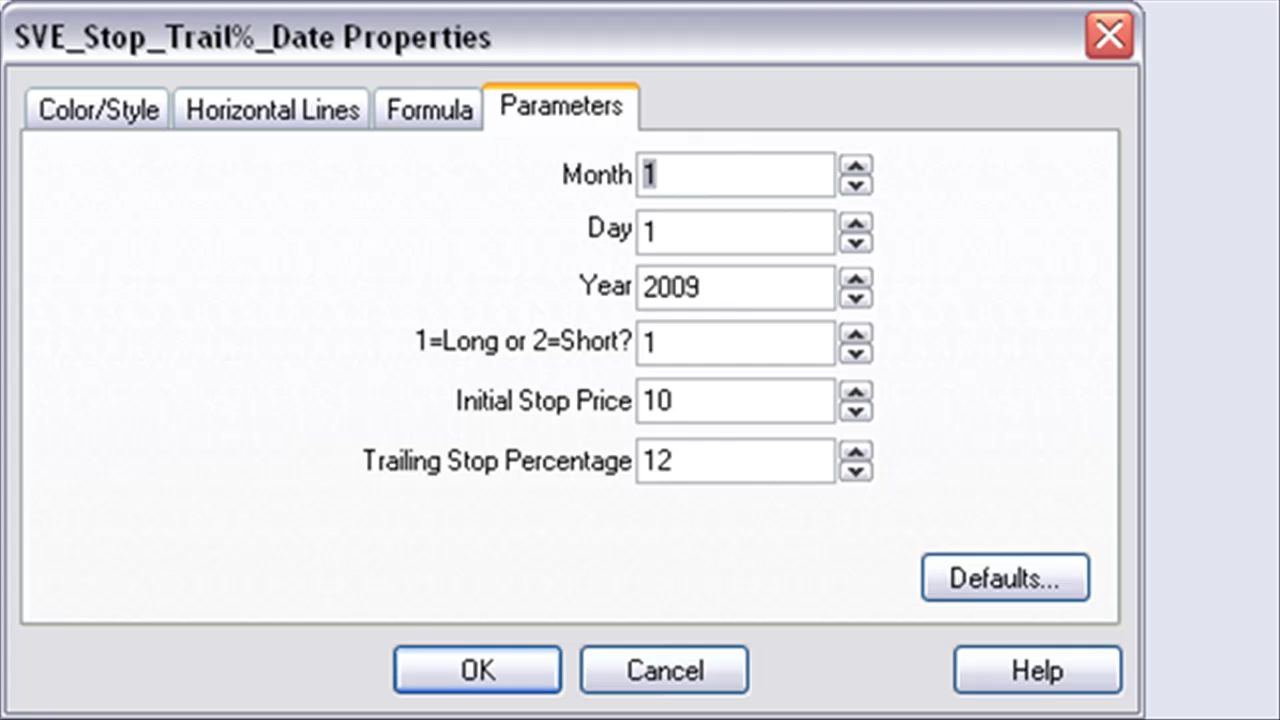 SVE_Stop_Trail%_Date Properties
Color/Style Horizontal Lines Formula Parameters
Month 1
Day 1
Year 2009
1=Long or 2=Short? 1
Initial Stop Price 10
Trailing Stop Percentage 12
Defaults...
OK Cancel Help